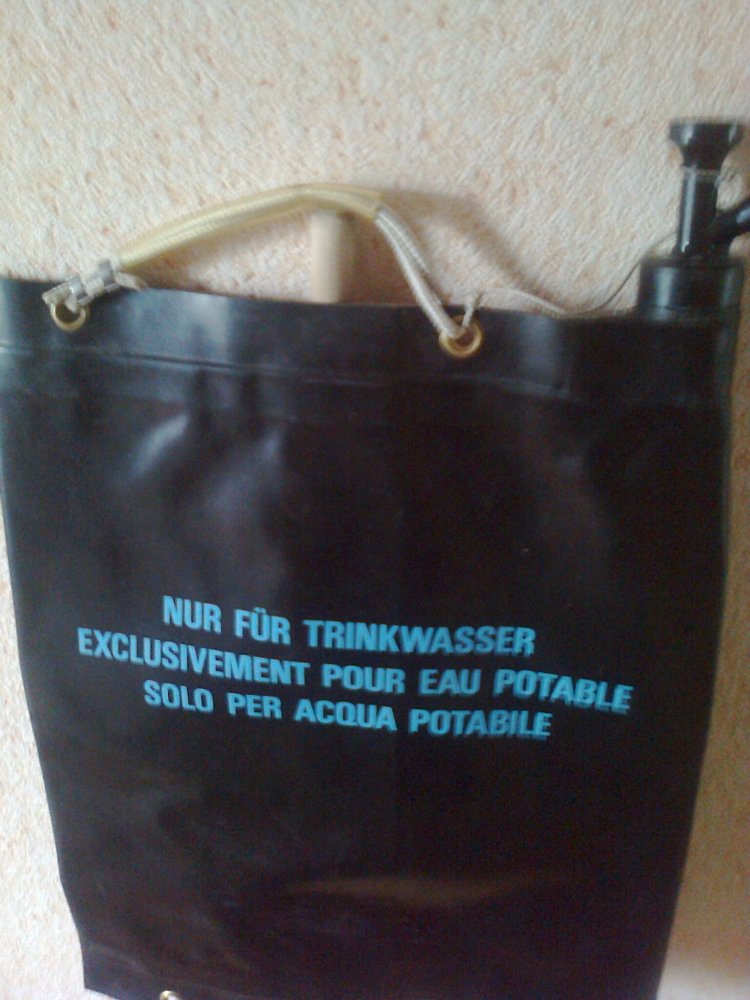 NUR FÜR TRINKWASSER
EXCLUSIVEMENT POUR EAU POTABLE
SOLO PER ACQUA POTABILE